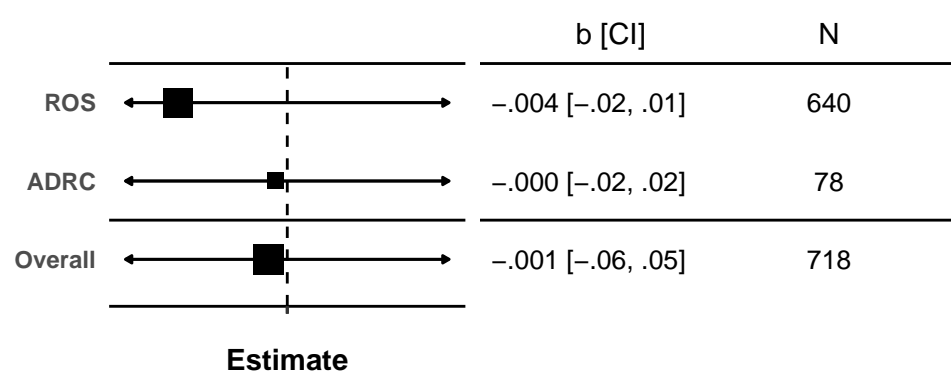 b [CI] N
ROS −.004 [−.02, .01] 640
ADRC −.000 [−.02, .02] 78
Overall −.001 [−.06, .05] 718
Estimate